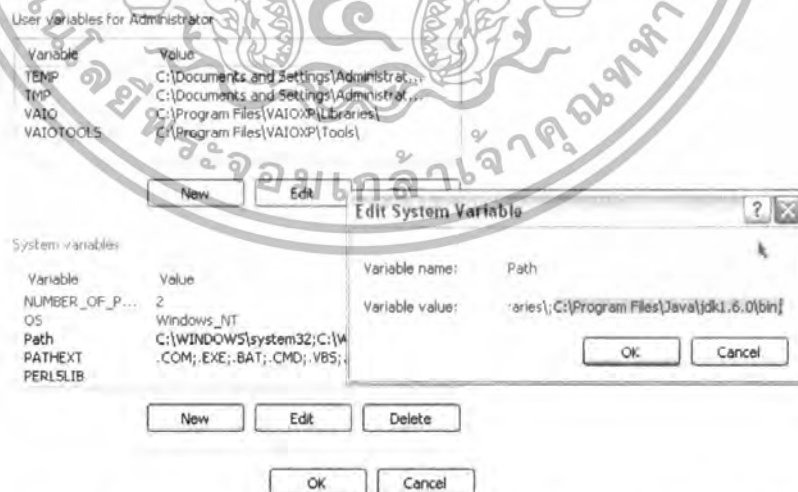 User variables for Administrator
Variable Value
TEMP C:\Documents and Settings\Administrat...
TMP C:\Documents and Settings\Administrat...
VAIO C:\Program Files\VAIOXP\Libraries\
VAIOTOOLS C:\Program Files\VAIOXP\Tools\
New Edit
System variables
Variable Value
NUMBER_OF_P... 2
OS Windows_NT
Path C:\WINDOWS\system32;C:\W
PATHEXT .COM;.EXE;.BAT;.CMD;.VBS;.
PERL5LIB
New Edit Delete
OK Cancel
Edit System Variable
Variable name: Path
Variable value: raries\;C:\Program Files\Java\jdk1.6.0\bin;
OK Cancel